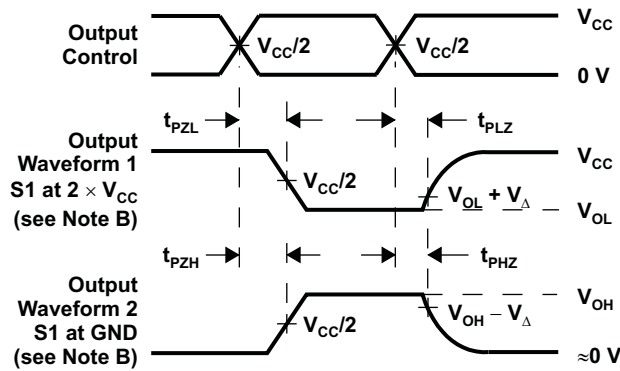 Output
Control
V_CC/2
V_CC/2
V_CC
0 V
t_PZL
t_PLZ
Output
Waveform 1
S1 at 2 × V_CC
(see Note B)
V_CC/2
V_OL + V_Δ
V_CC
V_OL
t_PZH
t_PHZ
Output
Waveform 2
S1 at GND
(see Note B)
V_CC/2
V_OH − V_Δ
V_OH
≈0 V